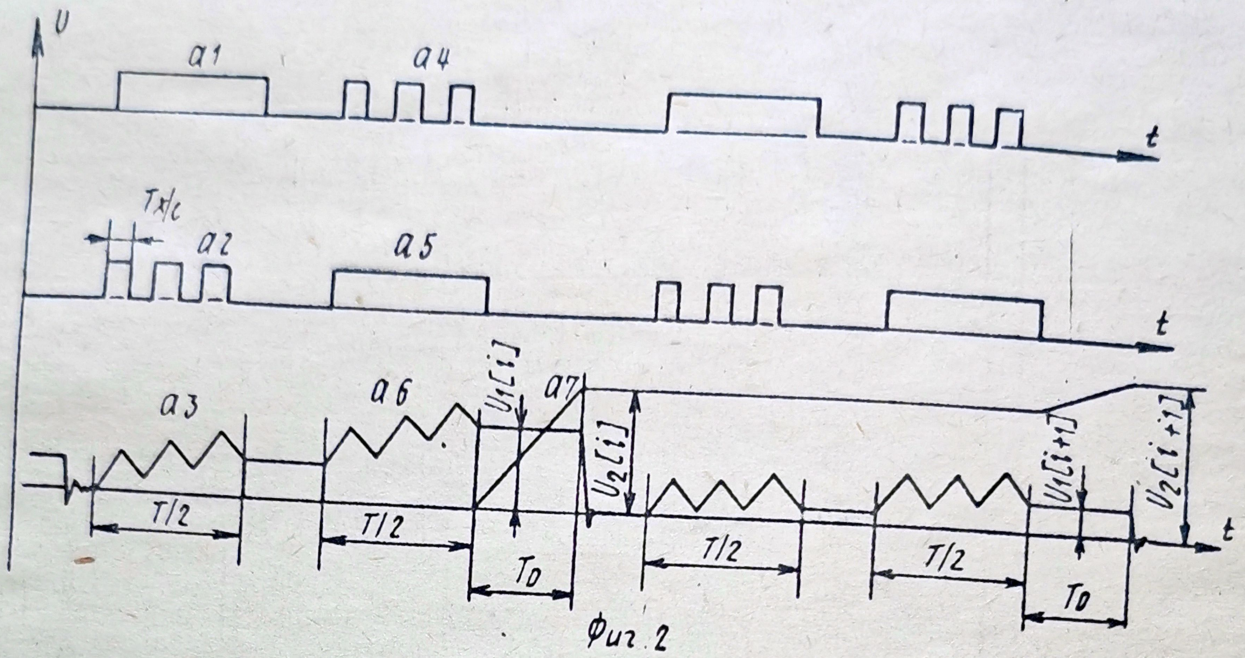 U
a1 a4
t
Tx/c
a2 a5
t
a3 a6 U₁[i] a7 U₂[i] U₁[i+1] U₂[i+1]
t
T/2 T/2 T₀ T/2 T/2 T₀
Фиг. 2